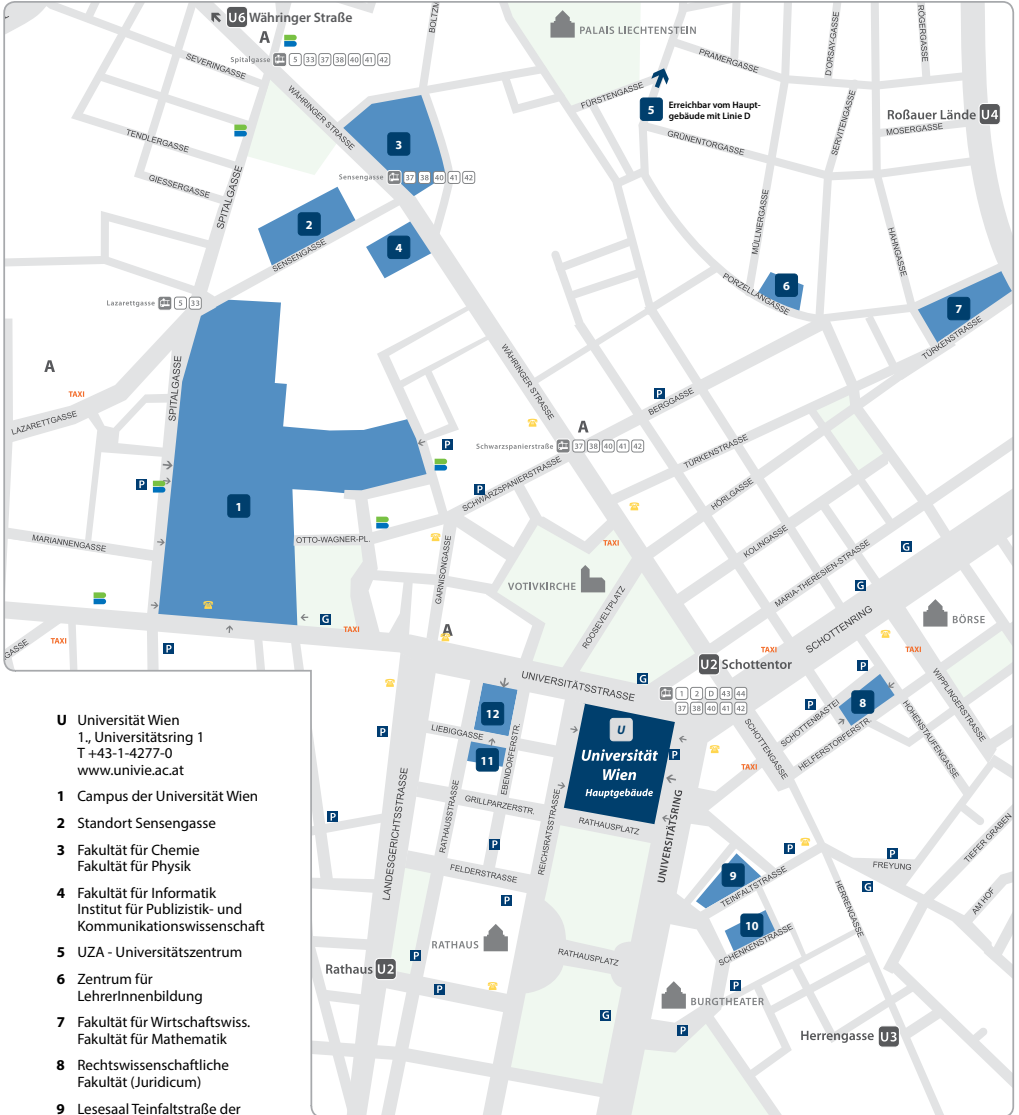 U6 Währinger Straße
A
Spitalgasse 5 33 37 38 40 41 42
BOLTZM
SEVERINGASSE
WÄHRINGER STRASSE
TENDLERGASSE
GIESSERGASSE
SPITALGASSE
3
Sensengasse 37 38 40 41 42
2
SENSENGASSE
4
PALAIS LIECHTENSTEIN
PRAMERGASSE
D'ORSAY-GASSE
RÖGERGASSE
FÜRSTENGASSE
5 Erreichbar vom Haupt-
gebäude mit Linie D
Roßauer Lände U4
MOSERGASSE
GRÜNENTORGASSE
SERVITENGASSE
MÜLLNERGASSE
HAHNGASSE
PORZELLANGASSE
6
7
TÜRKENSTRASSE
Lazarettgasse 5 33
A
TAXI
LAZARETTGASSE
SPITALGASSE
WÄHRINGER STRASSE
P
BERGGASSE
A
Schwarzspanierstraße 37 38 40 41 42
P
TÜRKENSTRASSE
P
SCHWARZSPANIERSTRASSE
HÖRLGASSE
P
1
MARIANNENGASSE
OTTO-WAGNER-PL.
GARNISONGASSE
TAXI
KOLINGASSE
G
MARIA-THERESIEN-STRASSE
G
VOTIVKIRCHE
ROOSEVELTPLATZ
BÖRSE
GASSE
TAXI
P
G
TAXI
A
SCHOTTENRING
TAXI
TAXI
U2 Schottentor
P
WIPPLINGERSTRASSE
UNIVERSITÄTSSTRASSE
G
1 2 D 43 44
37 38 40 41 42
P
SCHOTTENBASTEI
8
HELFERSTORFERSTR.
HOHENSTAUFENGASSE
SCHOTTENGASSE
TAXI
12
LIEBIGGASSE
11
EBENDORFERSTR.
U
Universität
Wien
Hauptgebäude
P
P
RATHAUSSTRASSE
GRILLPARZERSTR.
REICHSRATSSTRASSE
RATHAUSPLATZ
UNIVERSITÄTSRING
LANDESGERICHTSSTRASSE
P
P
FELDERSTRASSE
P
9
TEINFALTSTRASSE
P
P
FREYUNG
TIEFER GRABEN
G
AM HOF
HERRENGASSE
10
SCHENKENSTRASSE
RATHAUS
P
RATHAUSPLATZ
Rathaus U2
P
P
BURGTHEATER
G
P
Herrengasse U3
U Universität Wien
1., Universitätsring 1
T +43-1-4277-0
www.univie.ac.at
1 Campus der Universität Wien
2 Standort Sensengasse
3 Fakultät für Chemie
Fakultät für Physik
4 Fakultät für Informatik
Institut für Publizistik- und
Kommunikationswissenschaft
5 UZA - Universitätszentrum
6 Zentrum für
LehrerInnenbildung
7 Fakultät für Wirtschaftswiss.
Fakultät für Mathematik
8 Rechtswissenschaftliche
Fakultät (Juridicum)
9 Lesesaal Teinfaltstraße der